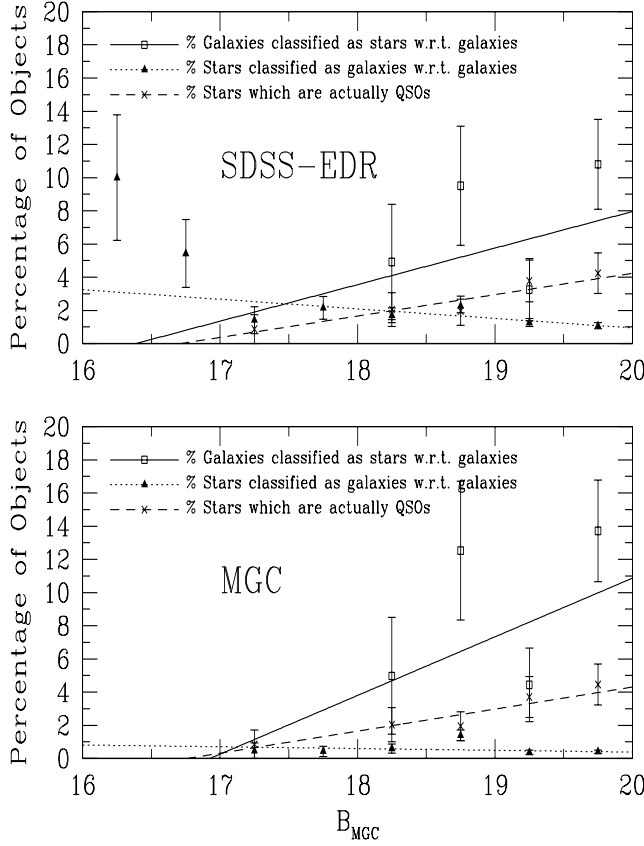 20
% Galaxies classified as stars w.r.t. galaxies
18
% Stars classified as galaxies w.r.t. galaxies
16
% Stars which are actually QSOs
14
12
SDSS-EDR
10
8
6
4
2
0
Percentage of Objects
16 17 18 19 20
20
% Galaxies classified as stars w.r.t. galaxies
18
% Stars classified as galaxies w.r.t. galaxies
16
% Stars which are actually QSOs
14
12
MGC
10
8
6
4
2
0
Percentage of Objects
16 17 18 19 20
B_MGC